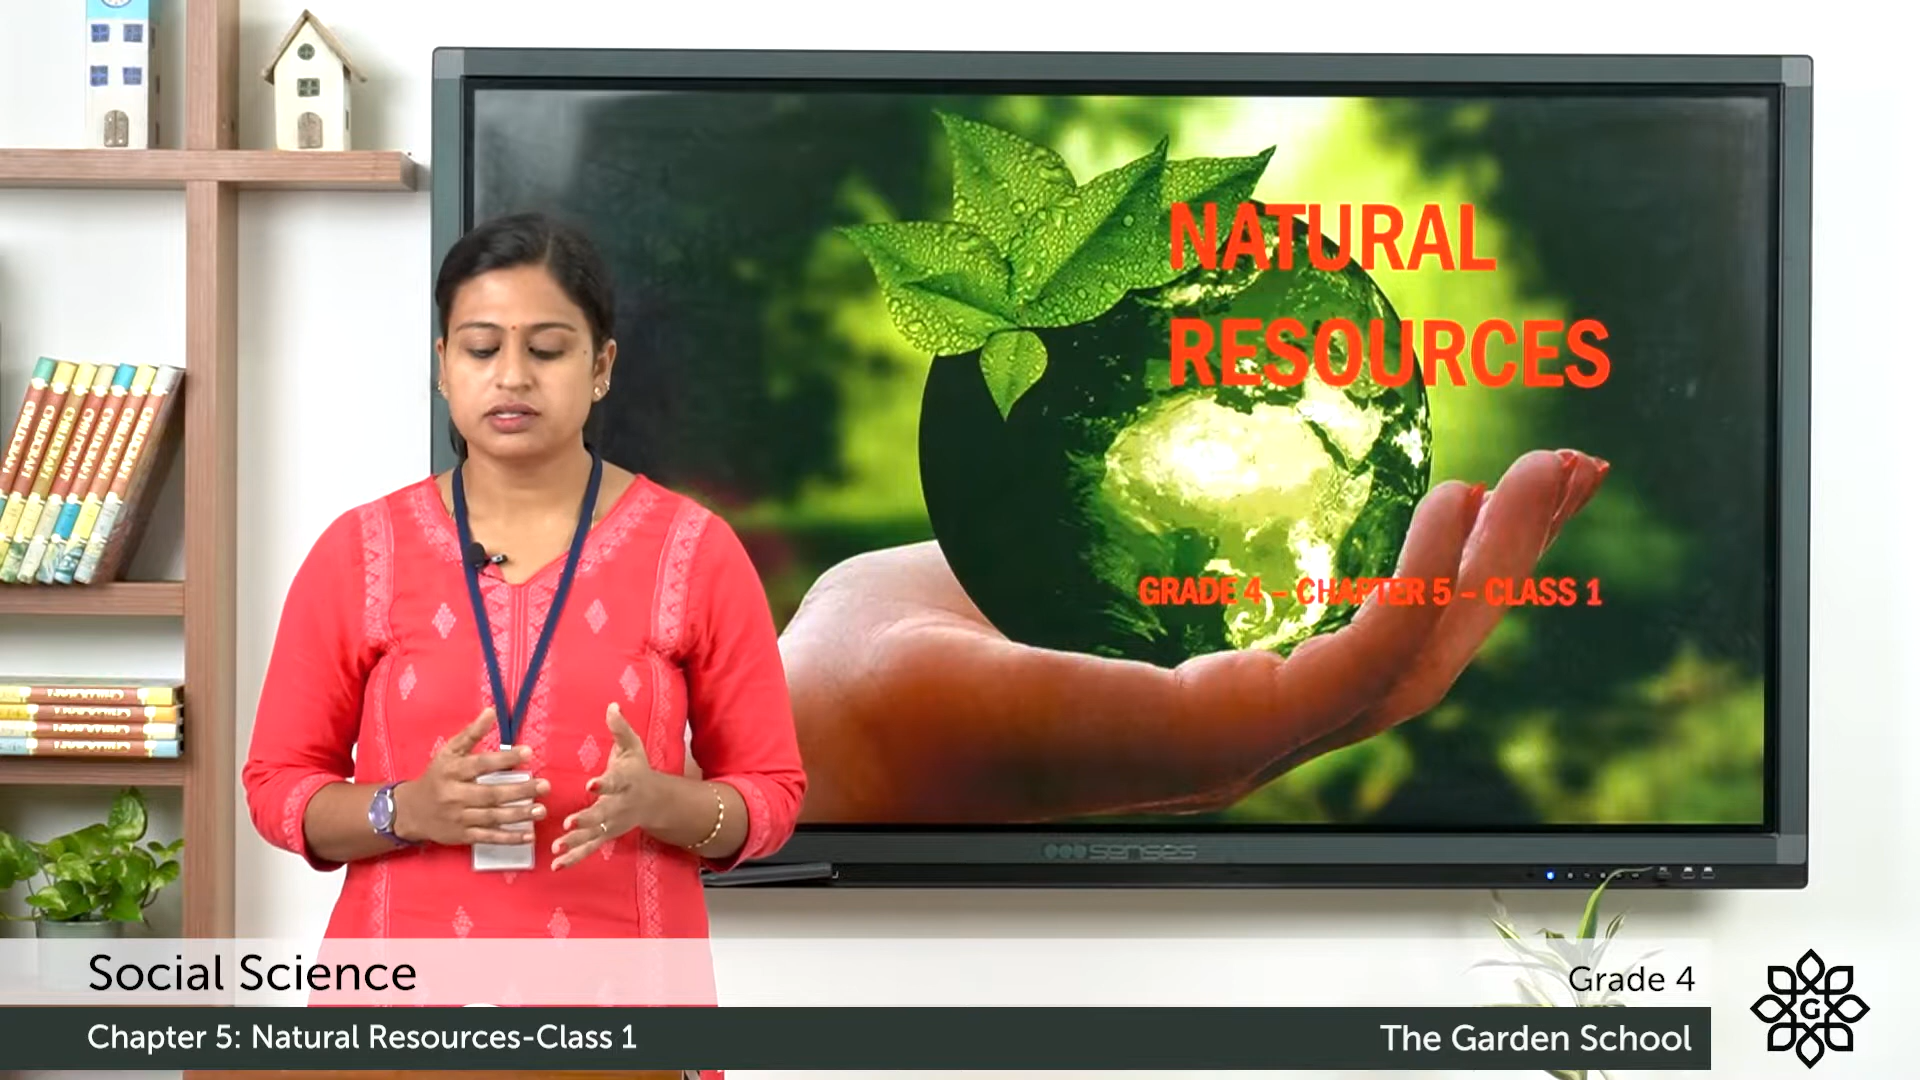 NATURAL
RESOURCES
GRADE 4 – CHAPTER 5 – CLASS 1
senses
Social Science
Grade 4
Chapter 5: Natural Resources-Class 1
The Garden School
G